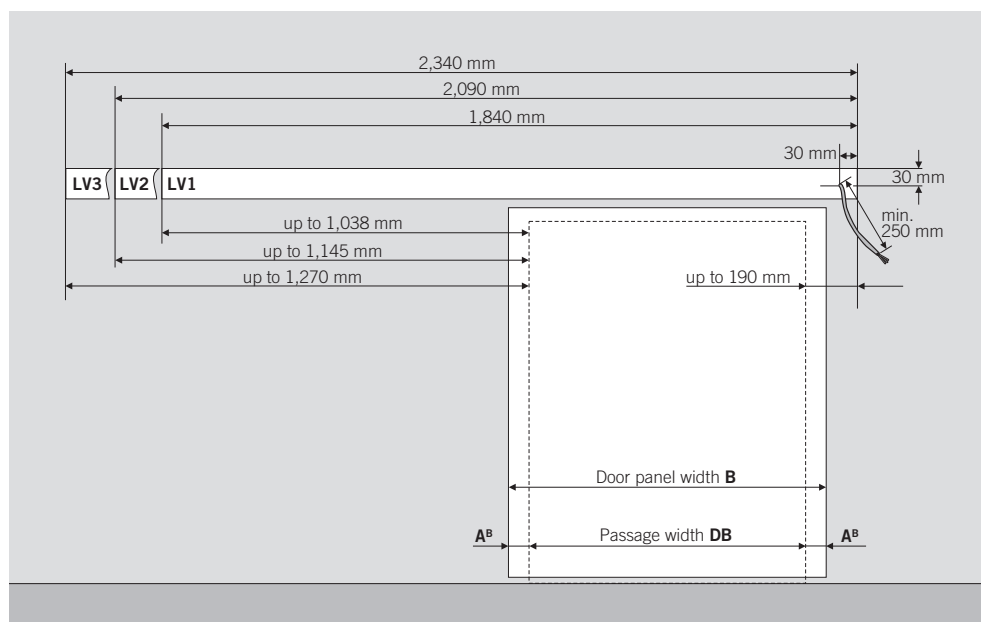 2,340 mm
2,090 mm
1,840 mm
30 mm
30 mm
LV3 LV2 LV1
min.
250 mm
up to 1,038 mm
up to 1,145 mm
up to 1,270 mm
up to 190 mm
Door panel width B
Aᴮ Passage width DB Aᴮ